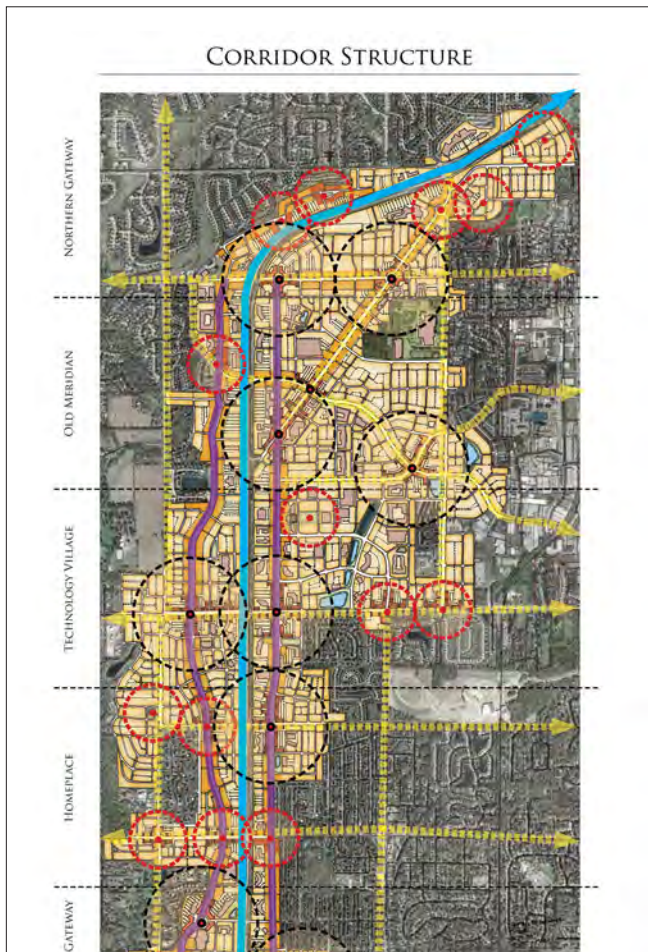 CORRIDOR STRUCTURE
NORTHERN GATEWAY
OLD MERIDIAN
TECHNOLOGY VILLAGE
HOMEPLACE
GATEWAY